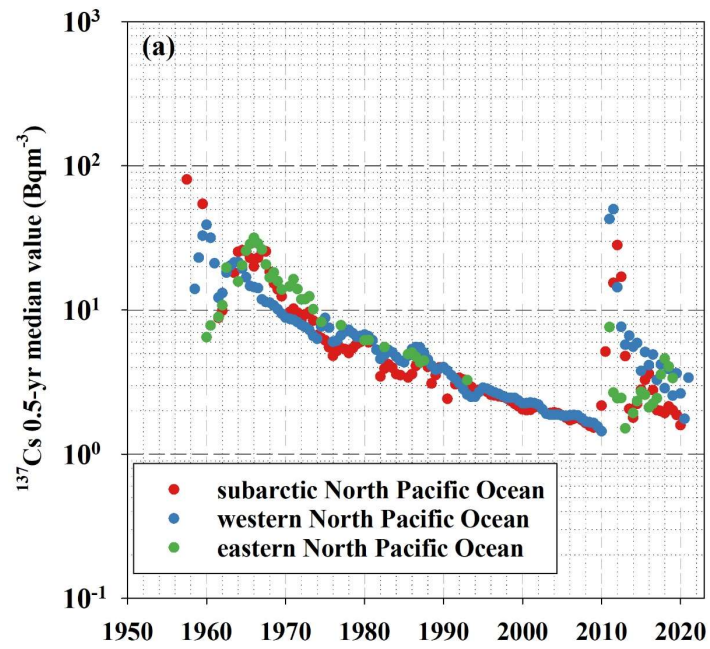 (a)
¹³⁷Cs 0.5-yr median value (Bqm⁻³)
10³
10²
10¹
10⁰
10⁻¹
subarctic North Pacific Ocean
western North Pacific Ocean
eastern North Pacific Ocean
1950 1960 1970 1980 1990 2000 2010 2020